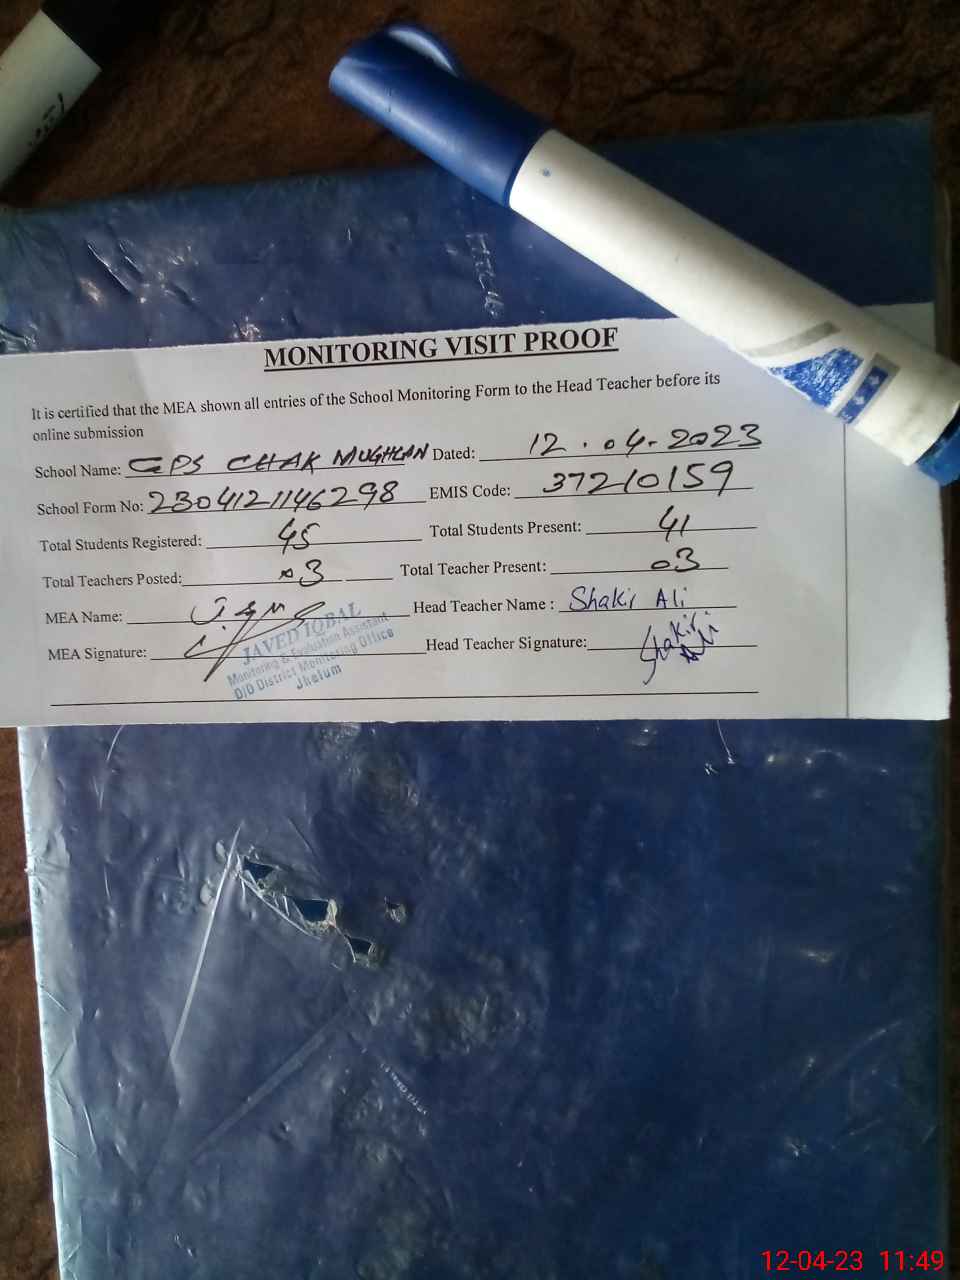 MONITORING VISIT PROOF
It is certified that the MEA shown all entries of the School Monitoring Form to the Head Teacher before its
online submission
School Name: GPS CHAK MUGHLAN Dated: 12.04.2023
School Form No: 2304121146298 EMIS Code: 37210159
Total Students Registered: 45 Total Students Present: 41
Total Teachers Posted: 03 Total Teacher Present: 03
MEA Name: Head Teacher Name : Shakir Ali
MEA Signature: Head Teacher Signature: Shakir Ali
JAVED IQBAL
Monitoring & Evaluation Assistant
O/O District Monitoring Office
Jhelum
12-04-23 11:49